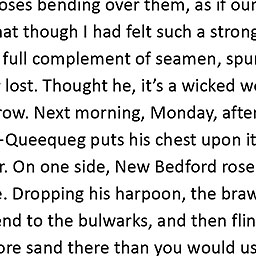 oses bending over them, as if our
at though I had felt such a strong
full complement of seamen, spu
lost. Thought he, it’s a wicked w
row. Next morning, Monday, after
-Queequeg puts his chest upon it
r. On one side, New Bedford rose
e. Dropping his harpoon, the braw
end to the bulwarks, and then flin
ore sand there than you would us